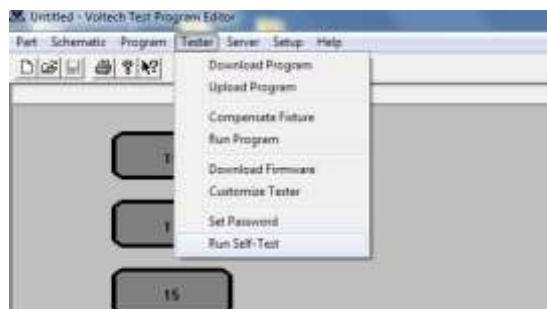 Untitled - Voltech Test Program Editor
Part Schematic Program Tester Server Setup Help
Download Program
Upload Program
Compensate Fixture
Run Program
Download Firmware
Customize Tester
Set Password
Run Self-Test
15